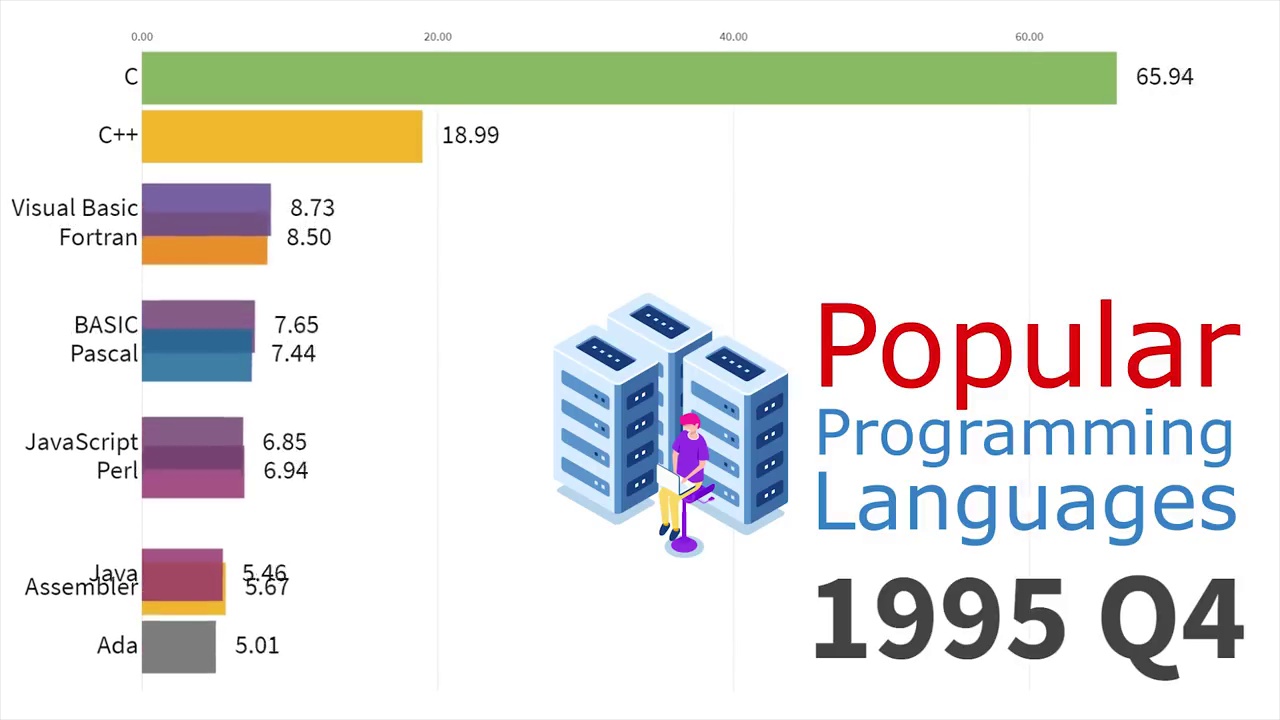 0.00 20.00 40.00 60.00
C 65.94
C++ 18.99
Visual Basic 8.73
Fortran 8.50
BASIC 7.65
Pascal 7.44
JavaScript 6.85
Perl 6.94
Java 5.46
Assembler 5.67
Ada 5.01
Popular
Programming
Languages
1995 Q4